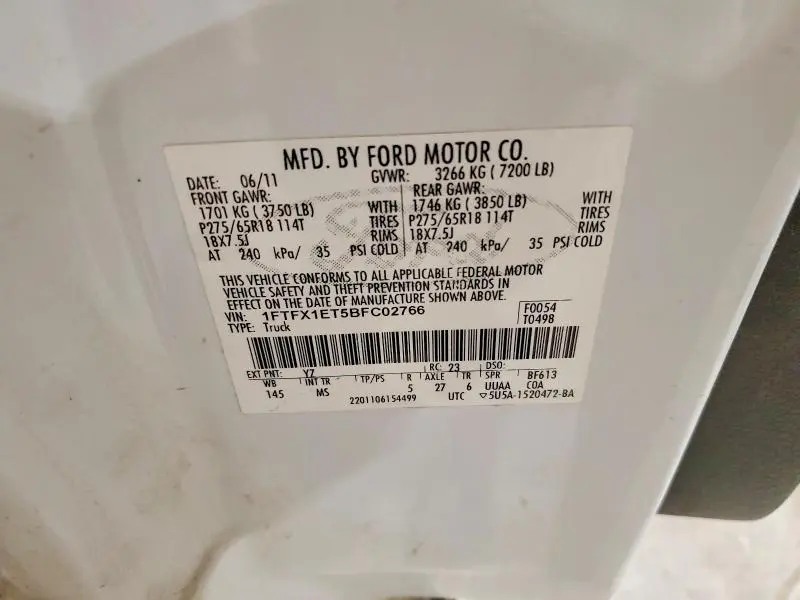 MFD. BY FORD MOTOR CO.
DATE: 06/11 GVWR: 3266 KG ( 7200 LB)
FRONT GAWR: REAR GAWR:
1701 KG ( 3750 LB) WITH 1746 KG ( 3850 LB) WITH
P275/65R18 114T TIRES P275/65R18 114T TIRES
18X7.5J RIMS 18X7.5J RIMS
AT 240 kPa/ 35 PSI COLD AT 240 kPa/ 35 PSI COLD
THIS VEHICLE CONFORMS TO ALL APPLICABLE FEDERAL MOTOR
VEHICLE SAFETY AND THEFT PREVENTION STANDARDS IN
EFFECT ON THE DATE OF MANUFACTURE SHOWN ABOVE.
VIN: 1FTFX1ET5BFC02766 F0054
TYPE: Truck T0498
EXT PNT: YZ RC: 23 DSO:
WB INT TR TP/PS R AXLE TR SPR BF613
145 MS 5 27 6 UUAA COA
2201106154499 UTC ▽5U5A-1520472-BA